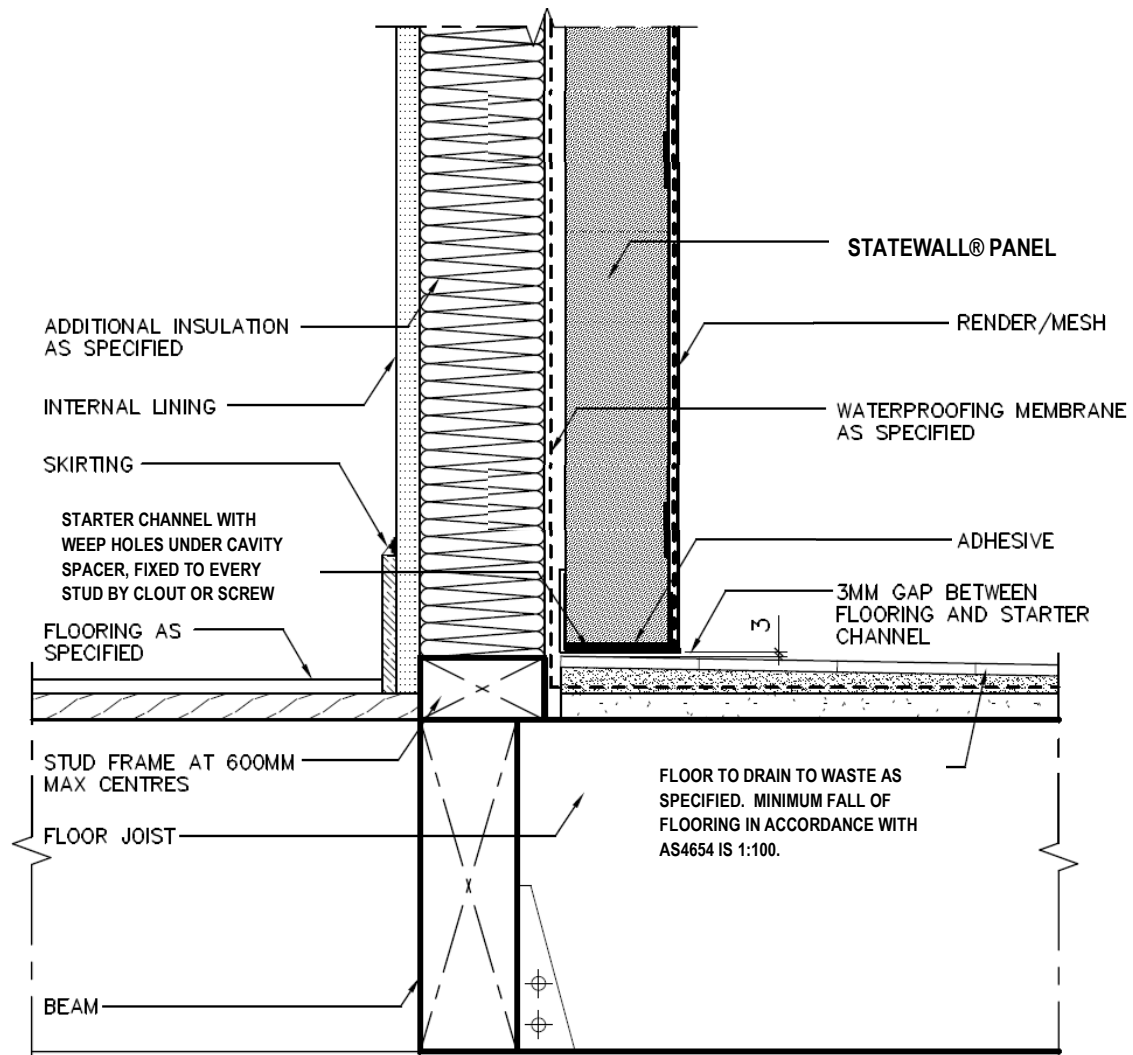 STATEWALL® PANEL
ADDITIONAL INSULATION
AS SPECIFIED
RENDER/MESH
INTERNAL LINING
WATERPROOFING MEMBRANE
AS SPECIFIED
SKIRTING
STARTER CHANNEL WITH
WEEP HOLES UNDER CAVITY
SPACER, FIXED TO EVERY
STUD BY CLOUT OR SCREW
ADHESIVE
3MM GAP BETWEEN
FLOORING AND STARTER
CHANNEL
3
FLOORING AS
SPECIFIED
STUD FRAME AT 600MM
MAX CENTRES
FLOOR TO DRAIN TO WASTE AS
SPECIFIED. MINIMUM FALL OF
FLOORING IN ACCORDANCE WITH
AS4654 IS 1:100.
FLOOR JOIST
BEAM